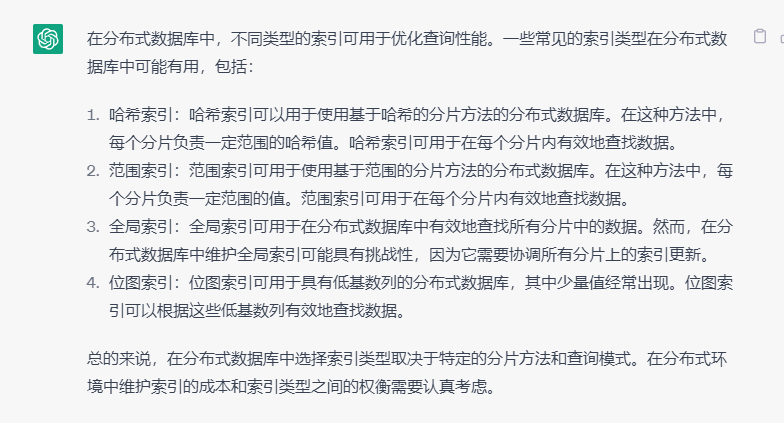 在分布式数据库中，不同类型的索引可用于优化查询性能。一些常见的索引类型在分布式数
据库中可能有用，包括：
1. 哈希索引：哈希索引可以用于使用基于哈希的分片方法的分布式数据库。在这种方法中，
每个分片负责一定范围的哈希值。哈希索引可用于在每个分片内有效地查找数据。
2. 范围索引：范围索引可用于使用基于范围的分片方法的分布式数据库。在这种方法中，每
个分片负责一定范围的值。范围索引可用于在每个分片内有效地查找数据。
3. 全局索引：全局索引可用于在分布式数据库中有效地查找所有分片中的数据。然而，在分
布式数据库中维护全局索引可能具有挑战性，因为它需要协调所有分片上的索引更新。
4. 位图索引：位图索引可用于具有低基数列的分布式数据库，其中少量值经常出现。位图索
引可以根据这些低基数列有效地查找数据。
总的来说，在分布式数据库中选择索引类型取决于特定的分片方法和查询模式。在分布式环
境中维护索引的成本和索引类型之间的权衡需要认真考虑。